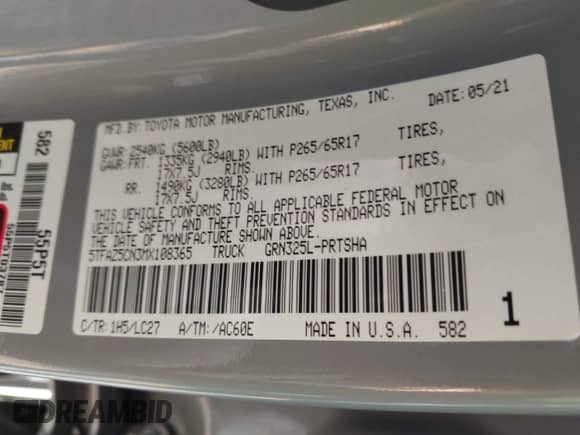 MFD.BY:TOYOTA MOTOR MANUFACTURING, TEXAS, INC. DATE:05/21
GVWR:2540KG (5600LB)
GAWR:FRT. 1335KG (2940LB) WITH P265/65R17 TIRES,
17X7.5J RIMS.
RR. 1490KG (3280LB) WITH P265/65R17 TIRES,
17X7.5J RIMS.
THIS VEHICLE CONFORMS TO ALL APPLICABLE FEDERAL MOTOR
VEHICLE SAFETY AND THEFT PREVENTION STANDARDS IN EFFECT ON
THE DATE OF MANUFACTURE SHOWN ABOVE.
5TFAZ5CN3MX108365 TRUCK GRN325L-PRTSHA
C/TR:1H5/LC27 A/TM:/AC60E MADE IN U.S.A. 582
1
582
55P5T
DREAMBID